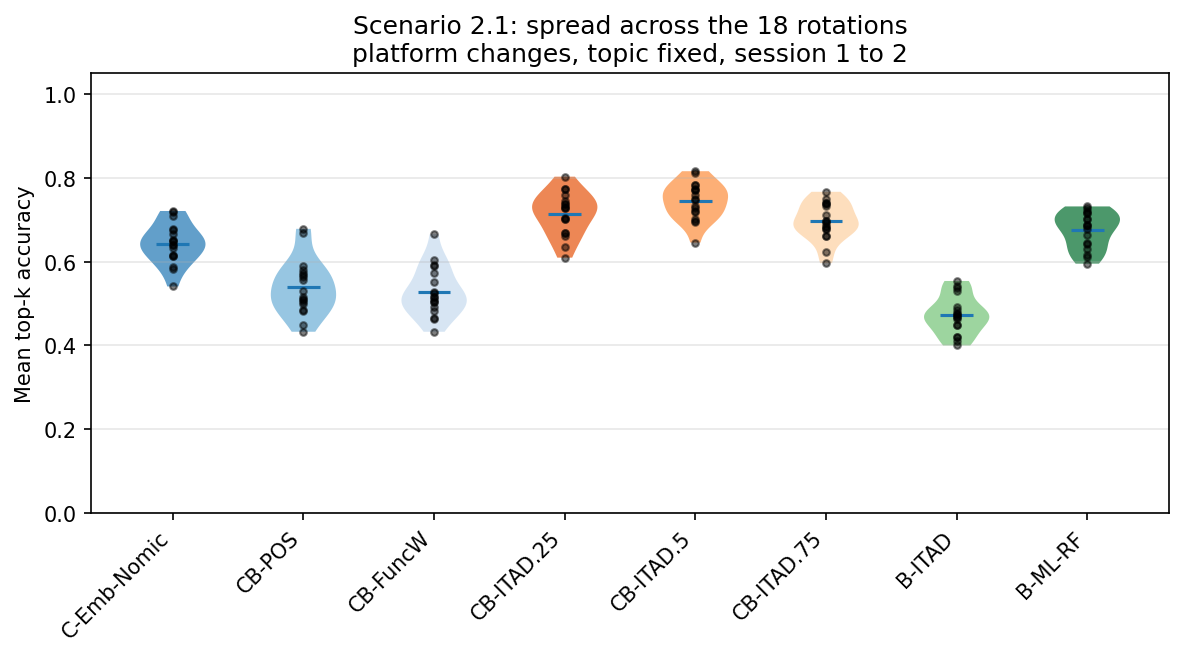 Scenario 2.1: spread across the 18 rotations
platform changes, topic fixed, session 1 to 2
Mean top-k accuracy
1.0
0.8
0.6
0.4
0.2
0.0
C-Emb-Nomic
CB-POS
CB-FuncW
CB-ITAD.25
CB-ITAD.5
CB-ITAD.75
B-ITAD
B-ML-RF